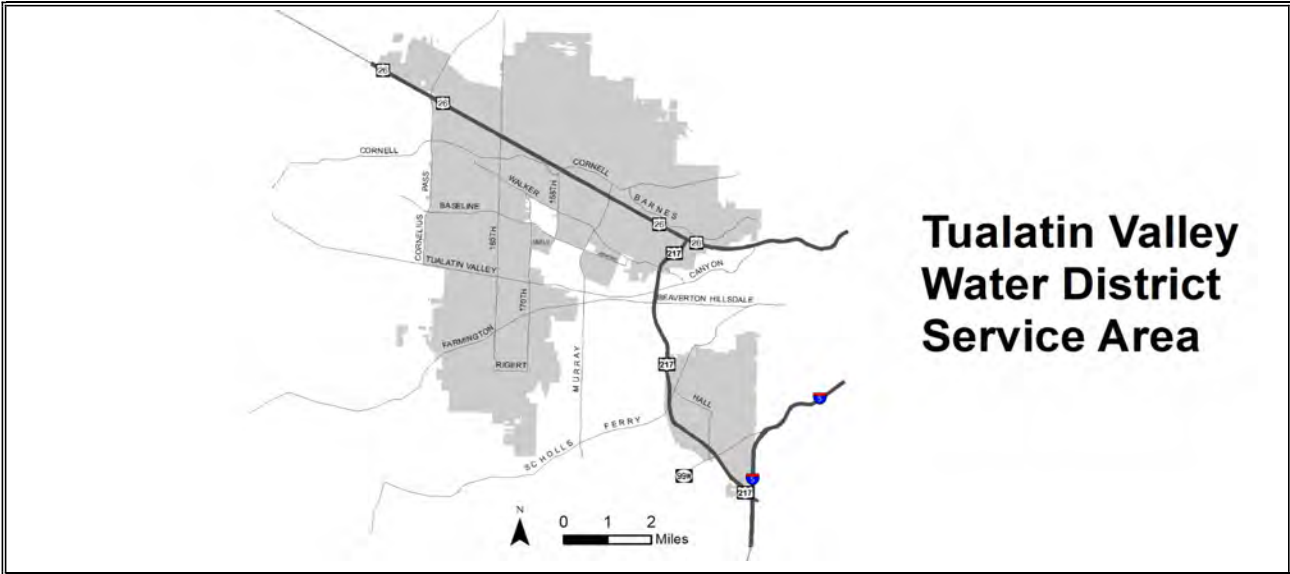 26
26
CORNELL
CORNELL
PASS
WALKER
158TH
BARNES
BASELINE
CORNELIUS
185TH
26
26
217
CANYON
TUALATIN VALLEY
170TH
BEAVERTON HILLSDALE
FARMINGTON
RIGERT
MURRAY
217
HALL
SCHOLLS FERRY
5
99W
5
217
N
0 1 2
Miles
Tualatin Valley
Water District
Service Area